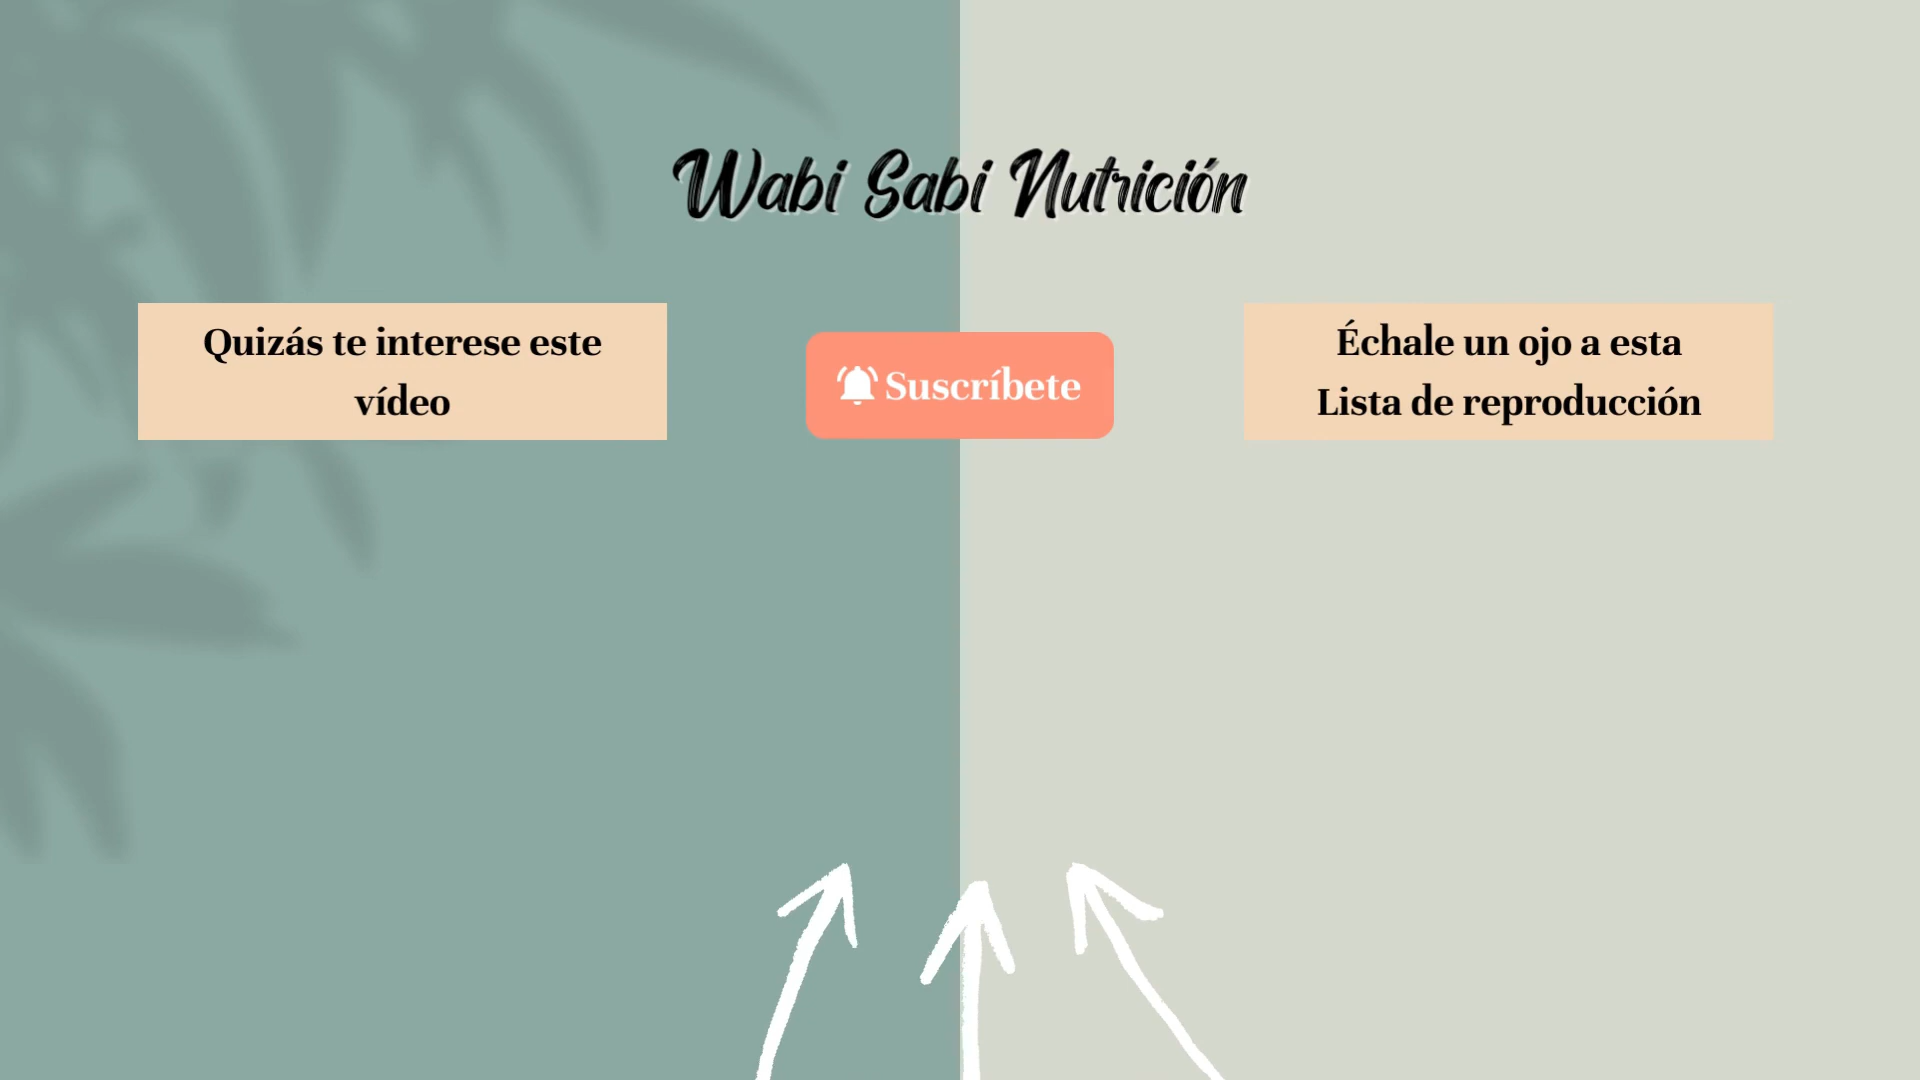 Wabi Sabi Nutrición
Quizás te interese este
vídeo
Suscríbete
Échale un ojo a esta
Lista de reproducción